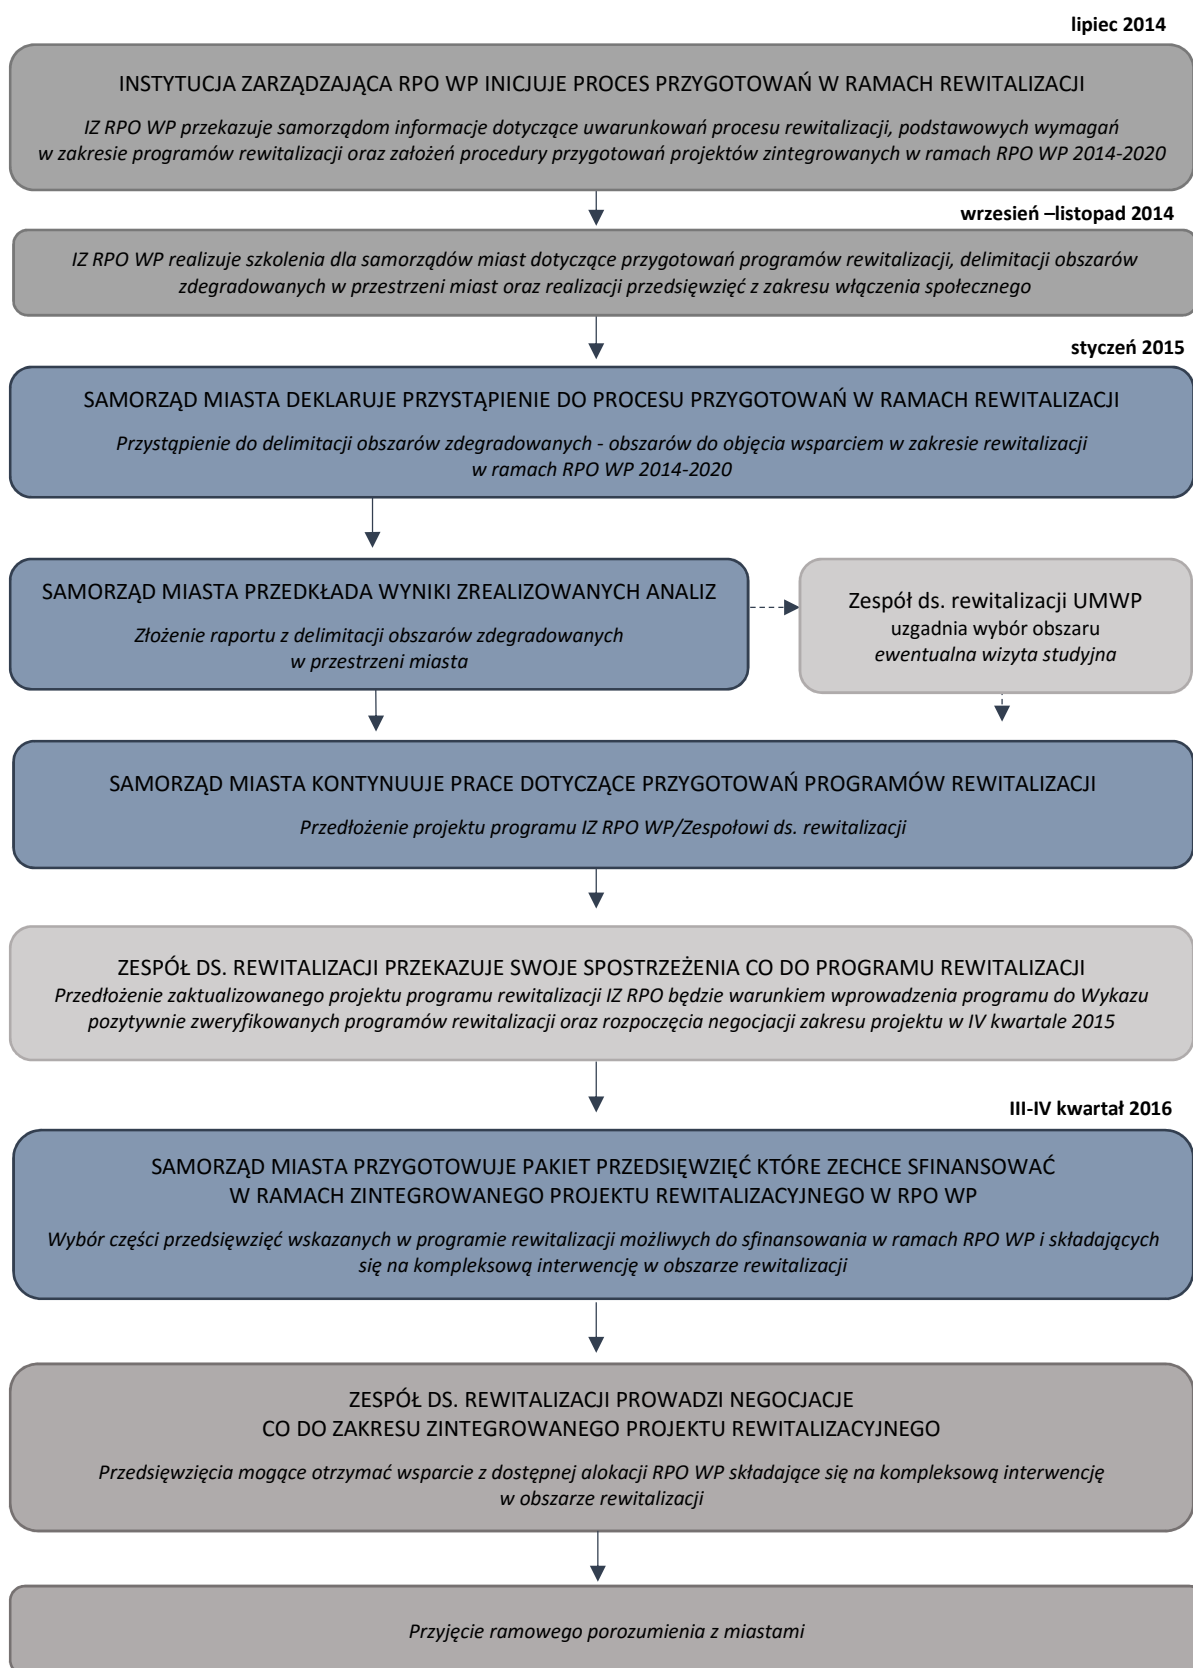 lipiec 2014
INSTYTUCJA ZARZĄDZAJĄCA RPO WP INICJUJE PROCES PRZYGOTOWAŃ W RAMACH REWITALIZACJI
IZ RPO WP przekazuje samorządom informacje dotyczące uwarunkowań procesu rewitalizacji, podstawowych wymagań
w zakresie programów rewitalizacji oraz założeń procedury przygotowań projektów zintegrowanych w ramach RPO WP 2014-2020
wrzesień –listopad 2014
IZ RPO WP realizuje szkolenia dla samorządów miast dotyczące przygotowań programów rewitalizacji, delimitacji obszarów
zdegradowanych w przestrzeni miast oraz realizacji przedsięwzięć z zakresu włączenia społecznego
styczeń 2015
SAMORZĄD MIASTA DEKLARUJE PRZYSTĄPIENIE DO PROCESU PRZYGOTOWAŃ W RAMACH REWITALIZACJI
Przystąpienie do delimitacji obszarów zdegradowanych - obszarów do objęcia wsparciem w zakresie rewitalizacji
w ramach RPO WP 2014-2020
SAMORZĄD MIASTA PRZEDKŁADA WYNIKI ZREALIZOWANYCH ANALIZ
Złożenie raportu z delimitacji obszarów zdegradowanych
w przestrzeni miasta
Zespół ds. rewitalizacji UMWP
uzgadnia wybór obszaru
ewentualna wizyta studyjna
SAMORZĄD MIASTA KONTYNUUJE PRACE DOTYCZĄCE PRZYGOTOWAŃ PROGRAMÓW REWITALIZACJI
Przedłożenie projektu programu IZ RPO WP/Zespołowi ds. rewitalizacji
ZESPÓŁ DS. REWITALIZACJI PRZEKAZUJE SWOJE SPOSTRZEŻENIA CO DO PROGRAMU REWITALIZACJI
Przedłożenie zaktualizowanego projektu programu rewitalizacji IZ RPO będzie warunkiem wprowadzenia programu do Wykazu
pozytywnie zweryfikowanych programów rewitalizacji oraz rozpoczęcia negocjacji zakresu projektu w IV kwartale 2015
III-IV kwartał 2016
SAMORZĄD MIASTA PRZYGOTOWUJE PAKIET PRZEDSIĘWZIĘĆ KTÓRE ZECHCE SFINANSOWAĆ
W RAMACH ZINTEGROWANEGO PROJEKTU REWITALIZACYJNEGO W RPO WP
Wybór części przedsięwzięć wskazanych w programie rewitalizacji możliwych do sfinansowania w ramach RPO WP i składających
się na kompleksową interwencję w obszarze rewitalizacji
ZESPÓŁ DS. REWITALIZACJI PROWADZI NEGOCJACJE
CO DO ZAKRESU ZINTEGROWANEGO PROJEKTU REWITALIZACYJNEGO
Przedsięwzięcia mogące otrzymać wsparcie z dostępnej alokacji RPO WP składające się na kompleksową interwencję
w obszarze rewitalizacji
Przyjęcie ramowego porozumienia z miastami